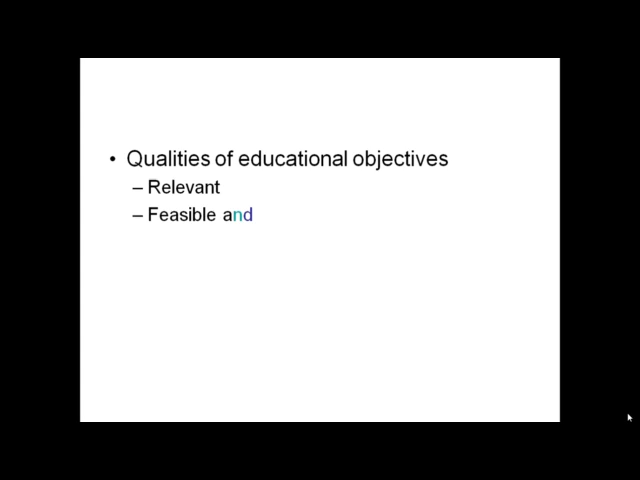 • Qualities of educational objectives
– Relevant
– Feasible and